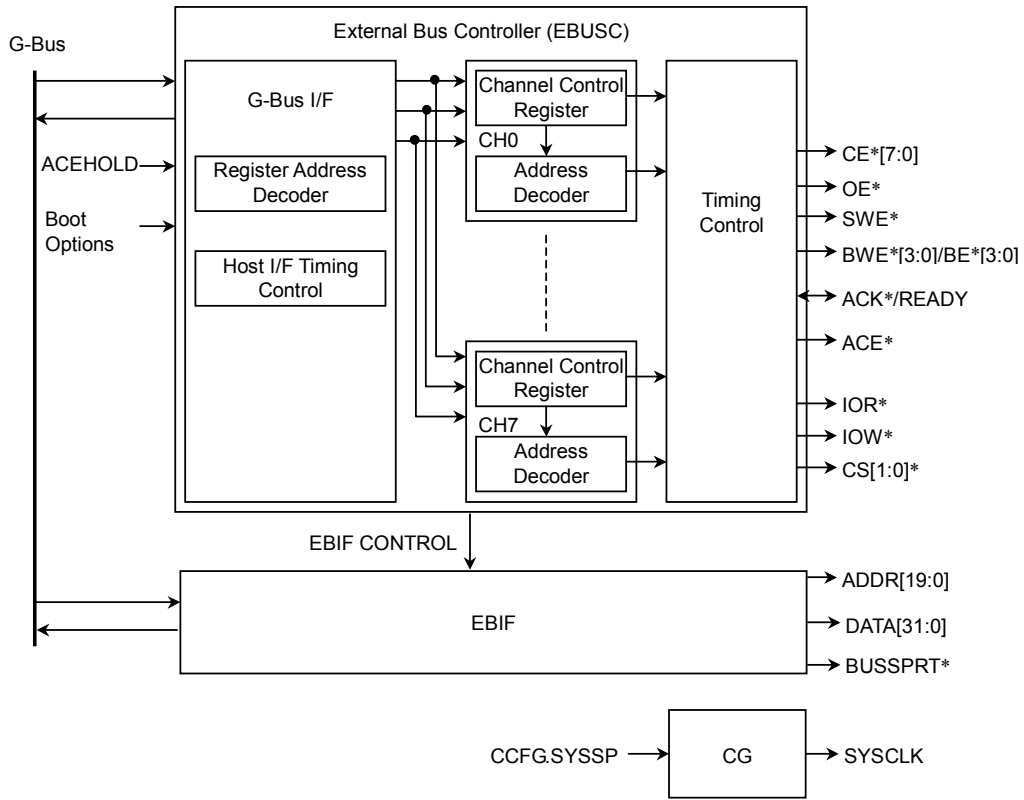 External Bus Controller (EBUSC)
G-Bus
G-Bus I/F
Channel Control
Register
CH0
Address
Decoder
ACEHOLD
Register Address
Decoder
Boot
Options
Host I/F Timing
Control
Timing
Control
CE*[7:0]
OE*
SWE*
BWE*[3:0]/BE*[3:0]
ACK*/READY
ACE*
Channel Control
Register
CH7
Address
Decoder
IOR*
IOW*
CS[1:0]*
EBIF CONTROL
EBIF
ADDR[19:0]
DATA[31:0]
BUSSPRT*
CCFG.SYSSP
CG
SYSCLK